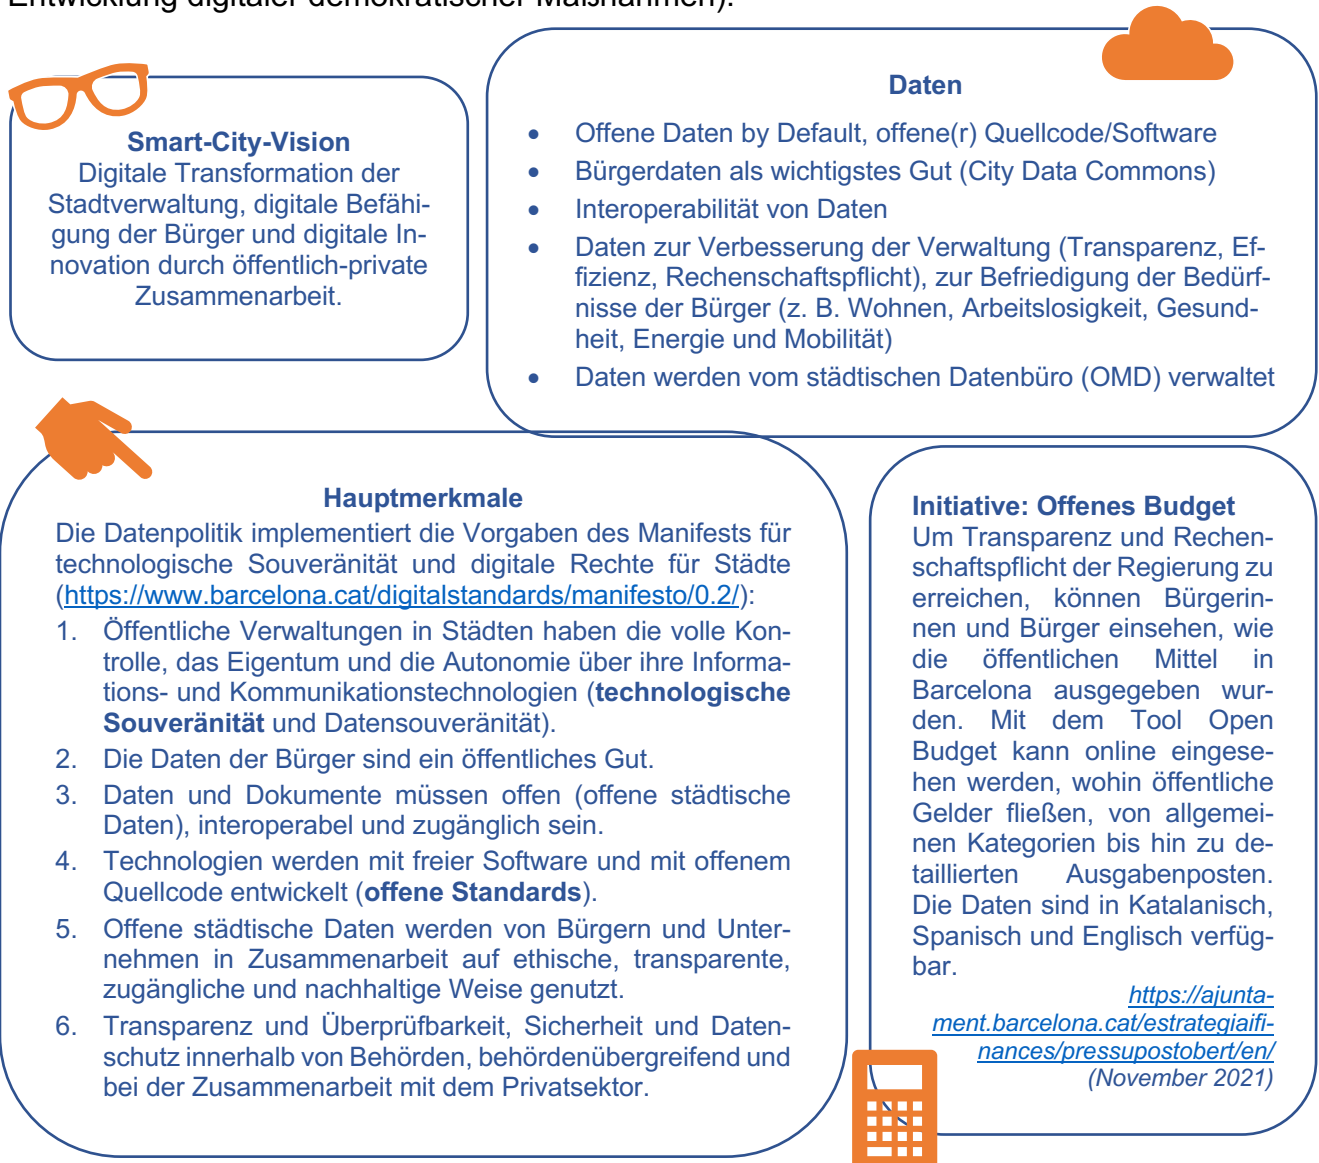 Entwicklung digitaler demokratischer Maßnahmen).
Smart-City-Vision
Digitale Transformation der
Stadtverwaltung, digitale Befähi-
gung der Bürger und digitale In-
novation durch öffentlich-private
Zusammenarbeit.
Daten
• Offene Daten by Default, offene(r) Quellcode/Software
• Bürgerdaten als wichtigstes Gut (City Data Commons)
• Interoperabilität von Daten
• Daten zur Verbesserung der Verwaltung (Transparenz, Ef-
fizienz, Rechenschaftspflicht), zur Befriedigung der Bedürf-
nisse der Bürger (z. B. Wohnen, Arbeitslosigkeit, Gesund-
heit, Energie und Mobilität)
• Daten werden vom städtischen Datenbüro (OMD) verwaltet
Hauptmerkmale
Die Datenpolitik implementiert die Vorgaben des Manifests für
technologische Souveränität und digitale Rechte für Städte
(https://www.barcelona.cat/digitalstandards/manifesto/0.2/):
1. Öffentliche Verwaltungen in Städten haben die volle Kon-
trolle, das Eigentum und die Autonomie über ihre Informa-
tions- und Kommunikationstechnologien (technologische
Souveränität und Datensouveränität).
2. Die Daten der Bürger sind ein öffentliches Gut.
3. Daten und Dokumente müssen offen (offene städtische
Daten), interoperabel und zugänglich sein.
4. Technologien werden mit freier Software und mit offenem
Quellcode entwickelt (offene Standards).
5. Offene städtische Daten werden von Bürgern und Unter-
nehmen in Zusammenarbeit auf ethische, transparente,
zugängliche und nachhaltige Weise genutzt.
6. Transparenz und Überprüfbarkeit, Sicherheit und Daten-
schutz innerhalb von Behörden, behördenübergreifend und
bei der Zusammenarbeit mit dem Privatsektor.
Initiative: Offenes Budget
Um Transparenz und Rechen-
schaftspflicht der Regierung zu
erreichen, können Bürgerin-
nen und Bürger einsehen, wie
die öffentlichen Mittel in
Barcelona ausgegeben wur-
den. Mit dem Tool Open
Budget kann online eingese-
hen werden, wohin öffentliche
Gelder fließen, von allgemei-
nen Kategorien bis hin zu de-
taillierten Ausgabenposten.
Die Daten sind in Katalanisch,
Spanisch und Englisch verfüg-
bar.
https://ajunta-
ment.barcelona.cat/estrategiaifi-
nances/pressupostobert/en/
(November 2021)